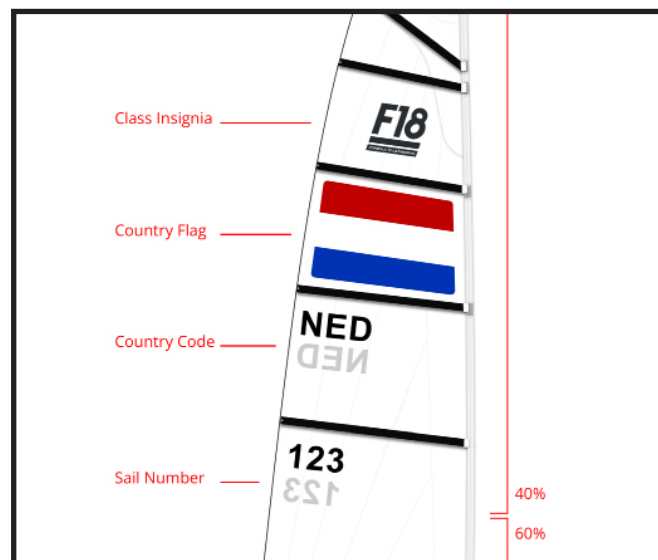 Class Insignia
F18
Country Flag
NED
Country Code
NED
123
Sail Number
123
40%
60%